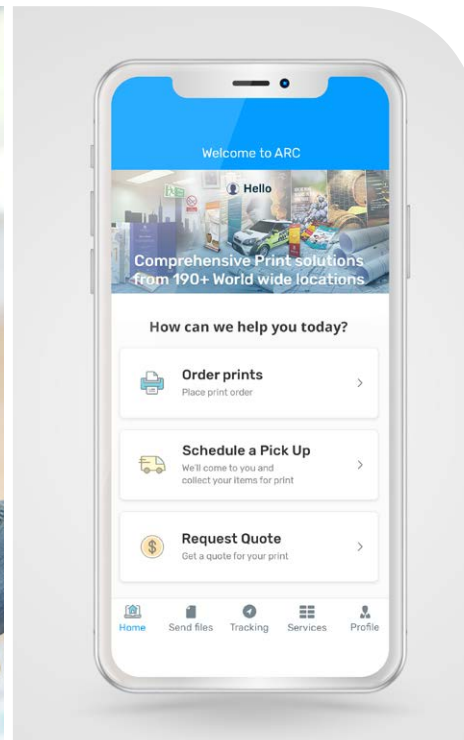 Welcome to ARC
Hello
Comprehensive Print solutions
from 190+ World wide locations
How can we help you today?
Order prints
Place print order
Schedule a Pick Up
We'll come to you and
collect your items for print
Request Quote
Get a quote for your print
Home Send files Tracking Services Profile